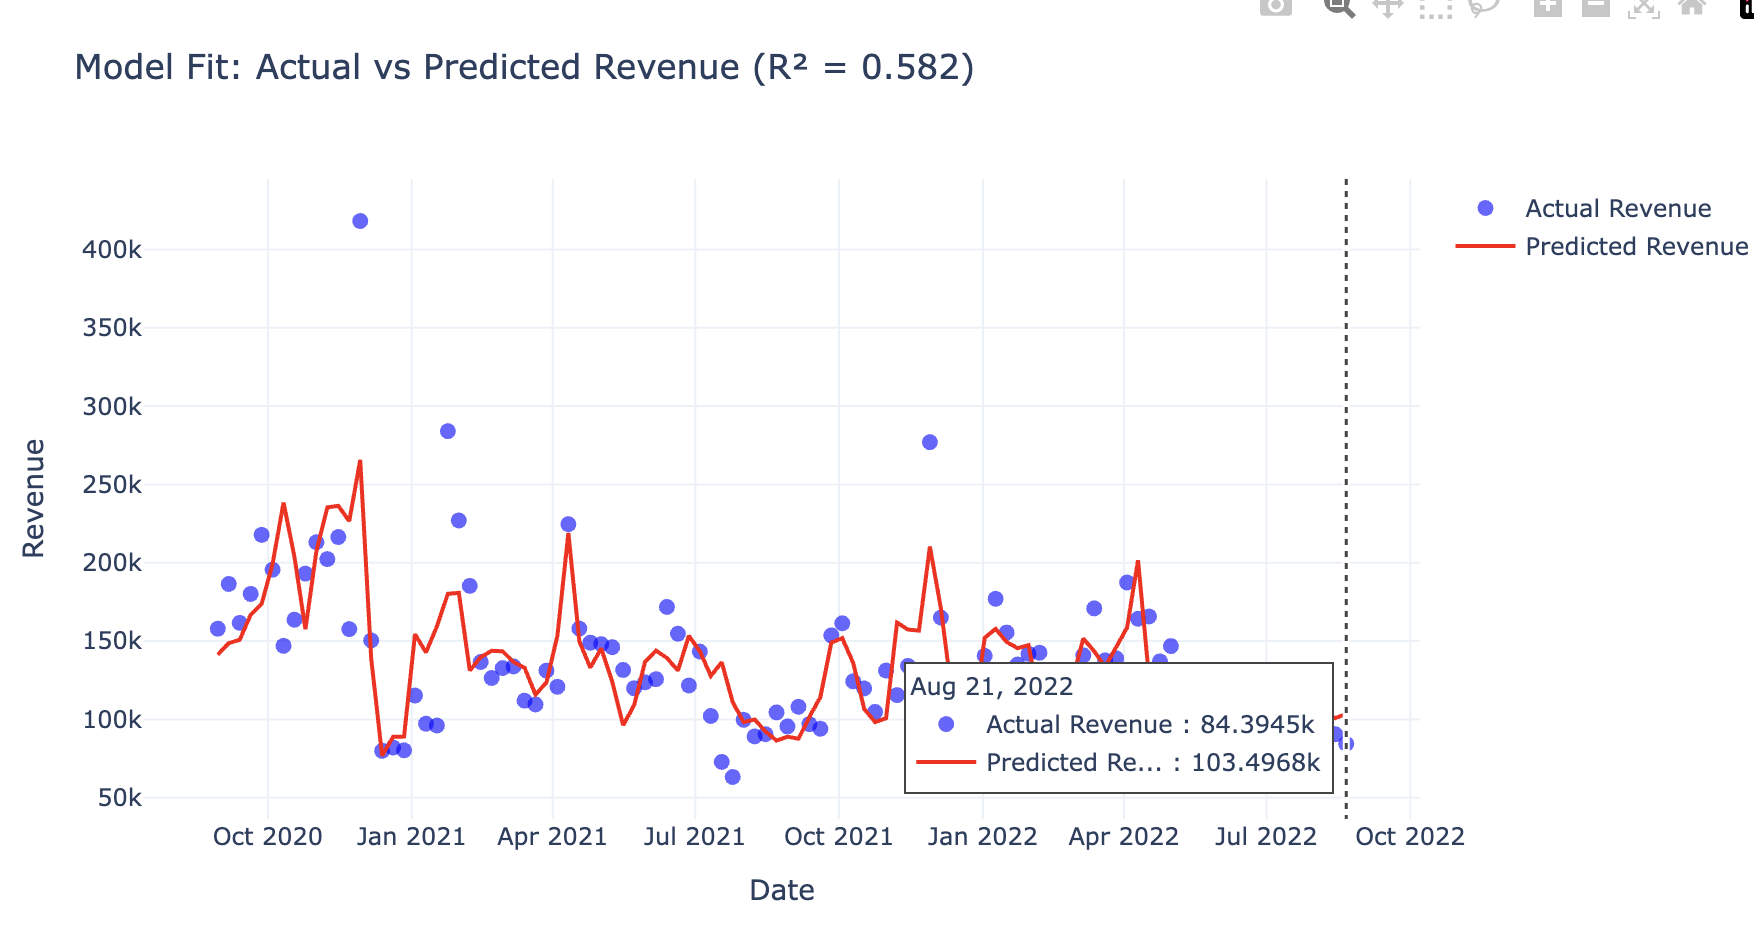 Model Fit: Actual vs Predicted Revenue (R² = 0.582)
Actual Revenue
Predicted Revenue
400k
350k
300k
250k
200k
150k
100k
50k
Revenue
Aug 21, 2022
Actual Revenue : 84.3945k
Predicted Re... : 103.4968k
Oct 2020
Jan 2021
Apr 2021
Jul 2021
Oct 2021
Jan 2022
Apr 2022
Jul 2022
Oct 2022
Date